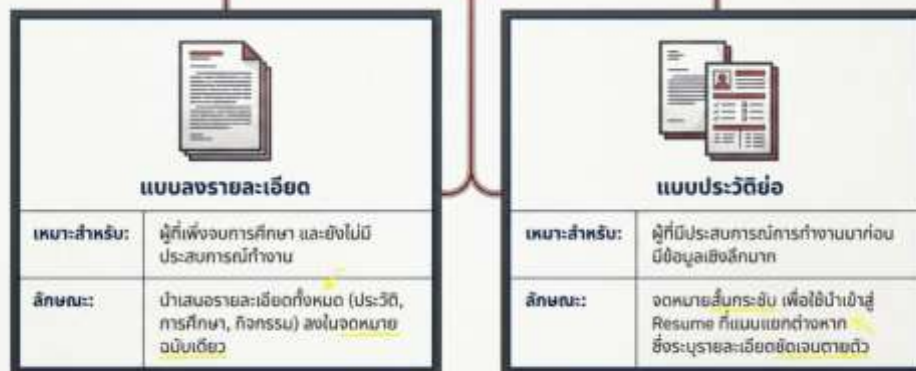 แบบลงรายละเอียด
เหมาะสำหรับ:
ผู้ที่เพิ่งจบการศึกษา และยังไม่มี
ประสบการณ์ทำงาน
ลักษณะ:
นำเสนอรายละเอียดทั้งหมด (ประวัติ,
การศึกษา, กิจกรรม) ลงในจดหมาย
ฉบับเดียว
แบบประวัติย่อ
เหมาะสำหรับ:
ผู้ที่มีประสบการณ์การทำงานมาก่อน
มีข้อมูลเชิงลึกมาก
ลักษณะ:
จดหมายสั้นกระชับ เพื่อใช้นำเข้าสู่
Resume ที่แนบแยกต่างหาก
ซึ่งระบุรายละเอียดชัดเจนตายตัว